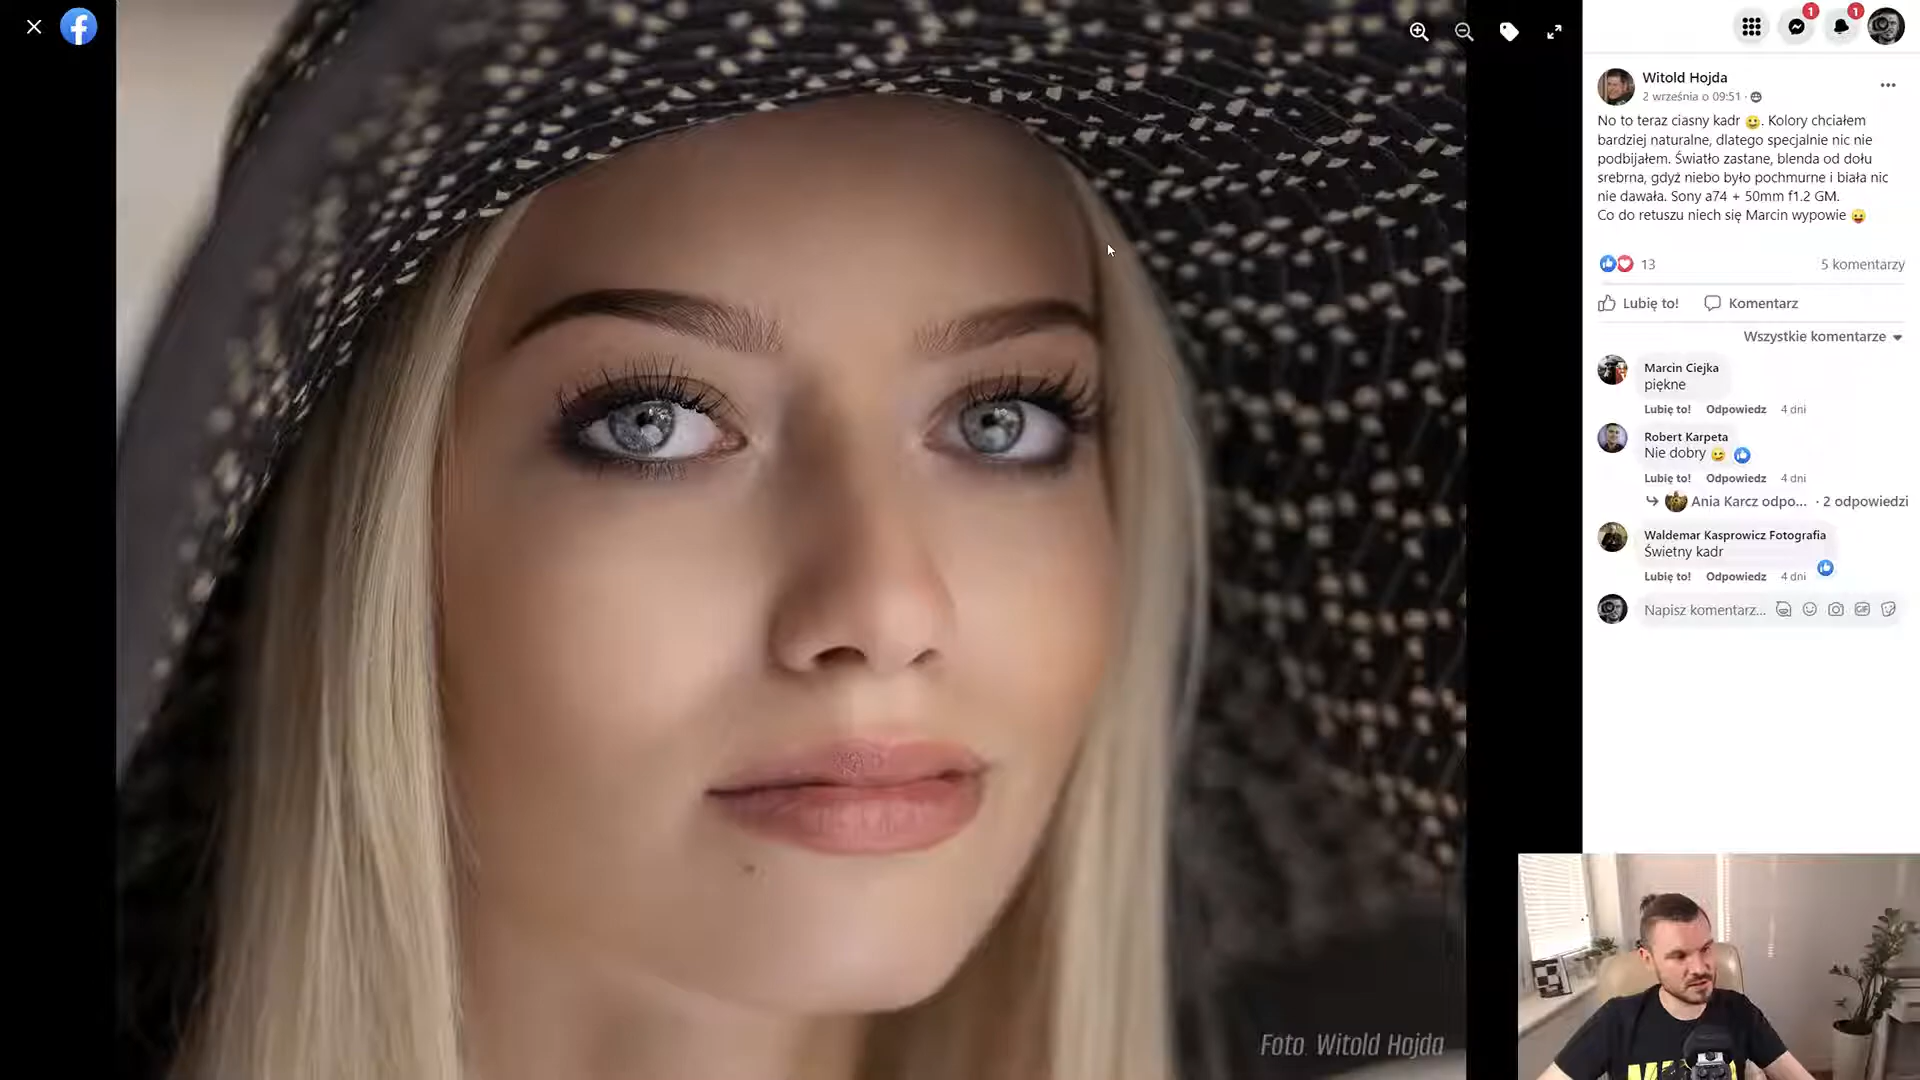 1
1
Witold Hojda
2 września o 09:51 ·
No to teraz ciasny kadr 😀. Kolory chciałem
bardziej naturalne, dlatego specjalnie nic nie
podbijałem. Światło zastane, blenda od dołu
srebrna, gdyż niebo było pochmurne i biała nic
nie dawała. Sony a74 + 50mm f1.2 GM.
Co do retuszu niech się Marcin wypowie 😛
13
5 komentarzy
Lubię to!
Komentarz
Wszystkie komentarze
Marcin Ciejka
piękne
Lubię to! Odpowiedz 4 dni
Robert Karpeta
Nie dobry 😅
Lubię to! Odpowiedz 4 dni
Ania Karcz odpo... · 2 odpowiedzi
Waldemar Kasprowicz Fotografia
Świetny kadr
Lubię to! Odpowiedz 4 dni
Napisz komentarz...
GIF
Foto. Witold Hojda